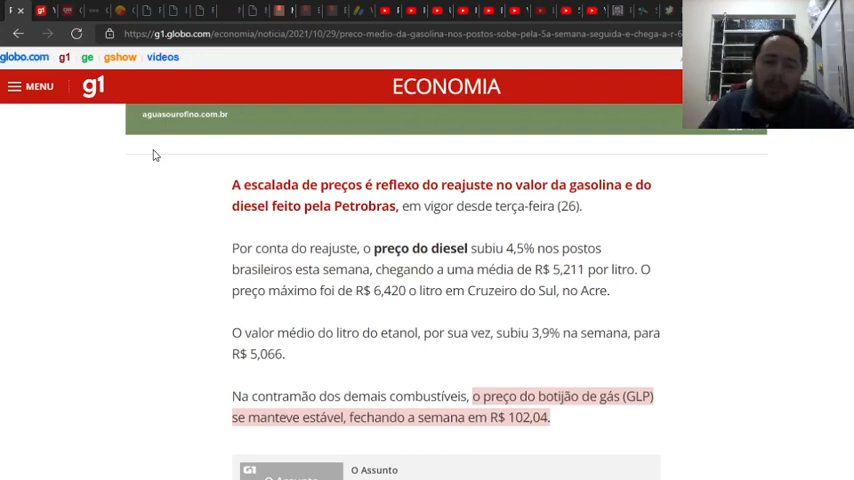 https://g1.globo.com/economia/noticia/2021/10/29/preco-medio-da-gasolina-nos-postos-sobe-pela-5a-semana-seguida-e-chega-a-r-6
globo.com g1 ge gshow vídeos
MENU g1 ECONOMIA
aguasourofino.com.br
A escalada de preços é reflexo do reajuste no valor da gasolina e do
diesel feito pela Petrobras, em vigor desde terça-feira (26).
Por conta do reajuste, o preço do diesel subiu 4,5% nos postos
brasileiros esta semana, chegando a uma média de R$ 5,211 por litro. O
preço máximo foi de R$ 6,420 o litro em Cruzeiro do Sul, no Acre.
O valor médio do litro do etanol, por sua vez, subiu 3,9% na semana, para
R$ 5,066.
Na contramão dos demais combustíveis, o preço do botijão de gás (GLP)
se manteve estável, fechando a semana em R$ 102,04.
g1 O Assunto
O Assunto